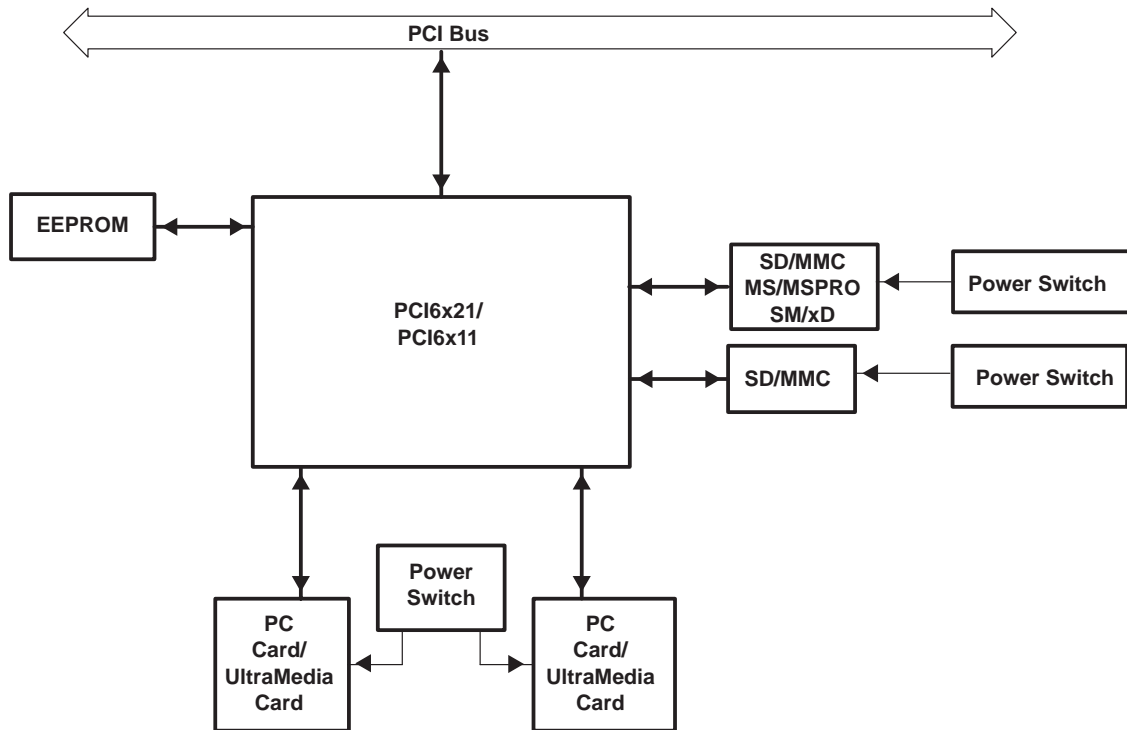 PCI Bus
EEPROM
PCI6x21/
PCI6x11
SD/MMC
MS/MSPRO
SM/xD
Power Switch
SD/MMC
Power Switch
Power
Switch
PC
Card/
UltraMedia
Card
PC
Card/
UltraMedia
Card